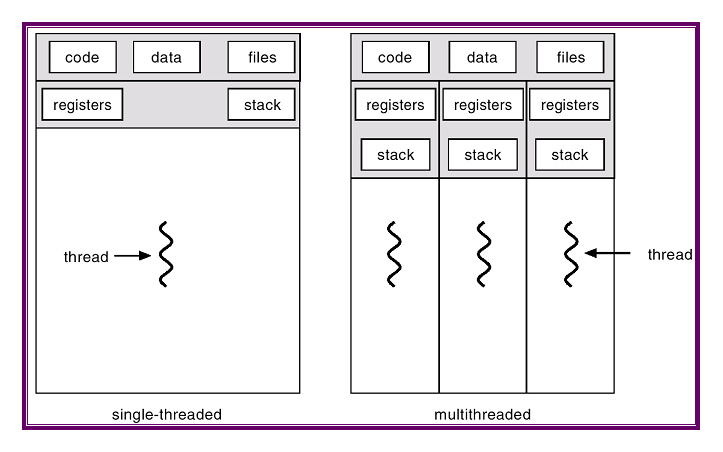 code data files
registers stack
thread
single-threaded
code data files
registers registers registers
stack stack stack
thread
multithreaded